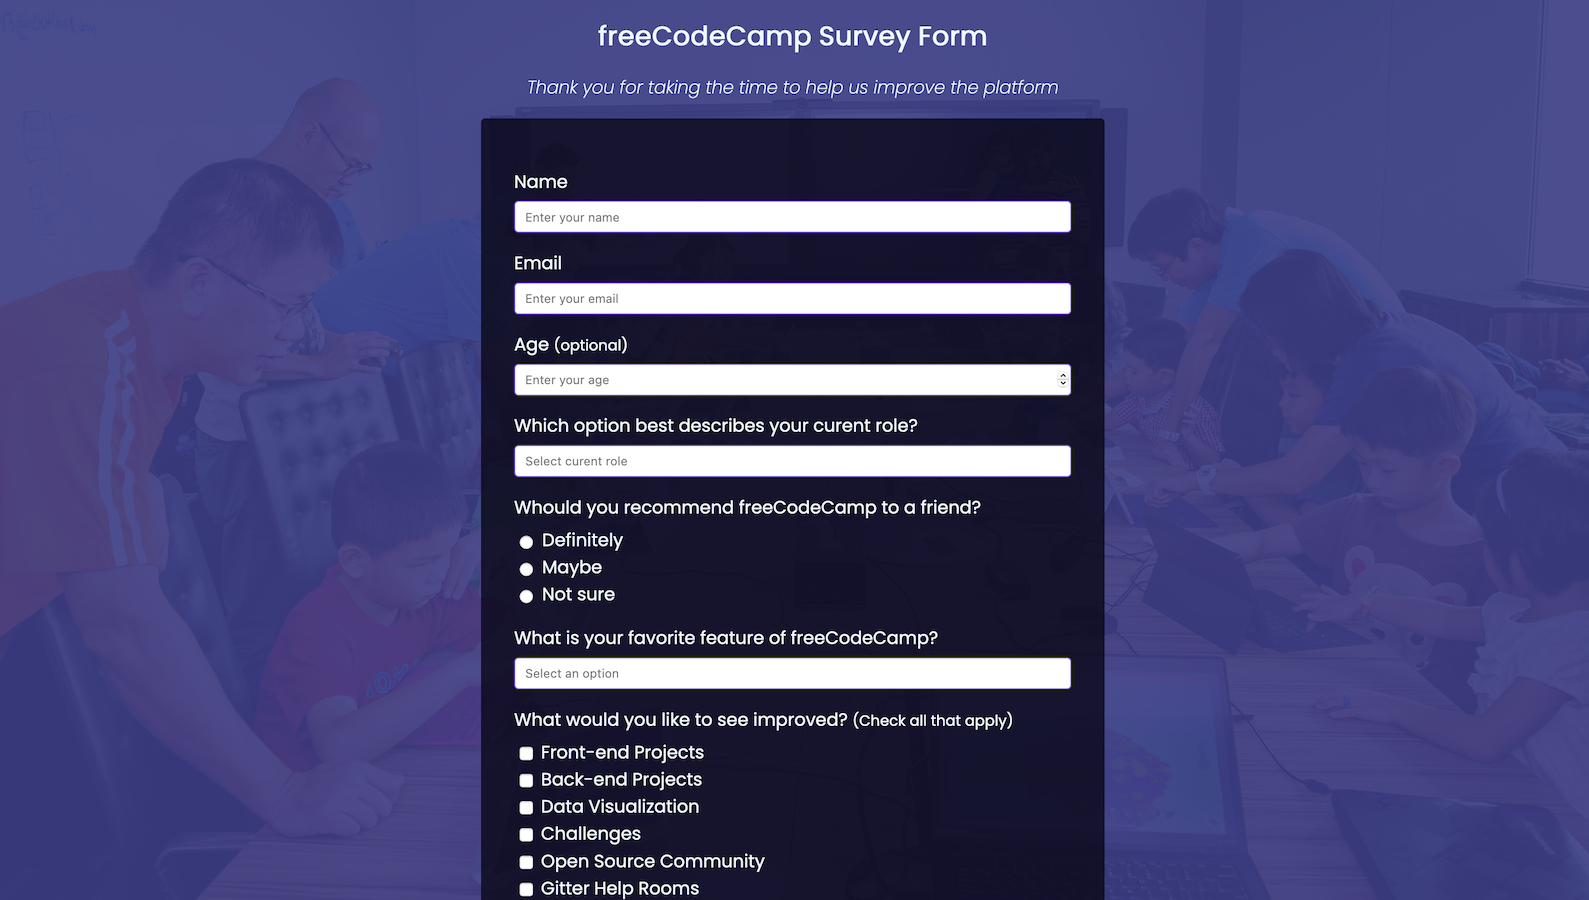 freeCodeCamp Survey Form
Thank you for taking the time to help us improve the platform
Name
Enter your name
Email
Enter your email
Age (optional)
Enter your age
Which option best describes your curent role?
Select curent role
Whould you recommend freeCodeCamp to a friend?
Definitely
Maybe
Not sure
What is your favorite feature of freeCodeCamp?
Select an option
What would you like to see improved? (Check all that apply)
Front-end Projects
Back-end Projects
Data Visualization
Challenges
Open Source Community
Gitter Help Rooms